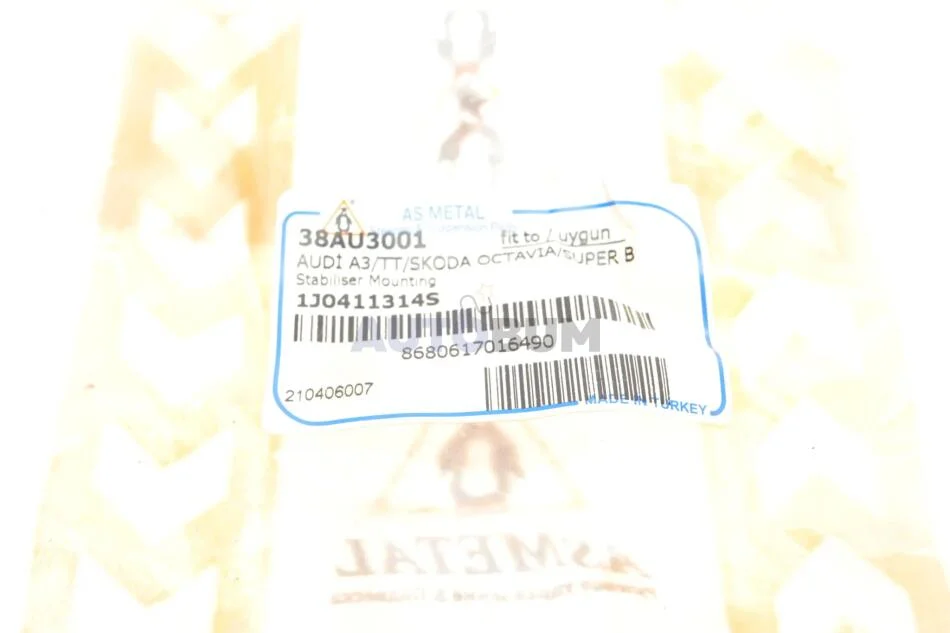 AS METAL
38AU3001
fit to / uygun
AUDİ A3/TT/SKODA OCTAVIA/SUPER B
Stabiliser Mounting
1J0411314S
AUTOBUM
8680617016490
210406007
MADE IN TURKEY
ASMETAL